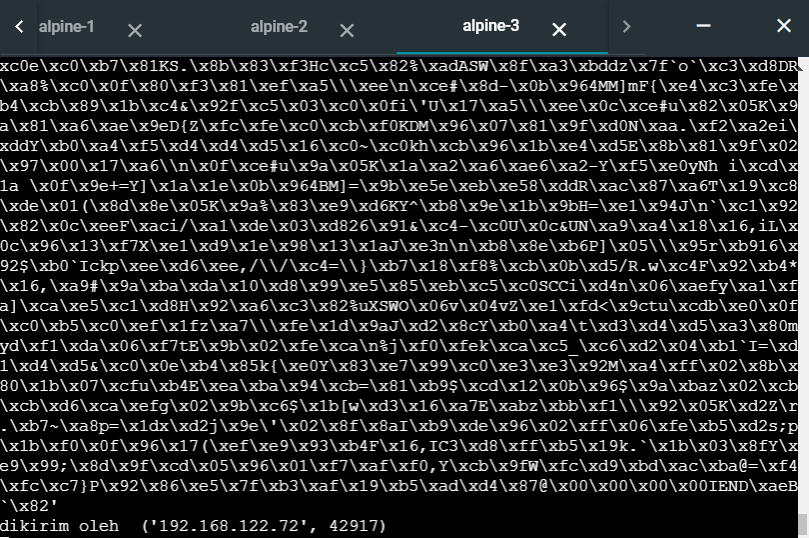 alpine-1
alpine-2
alpine-3
xc0e\xc0\xb7\x81KS.\x8b\x83\xf3Hc\xc5\x82%\xadASW\x8f\xa3\xbddz\x7f`o`\xc3\xd8DR
\xa8%\xc0\x0f\x80\xf3\x81\xef\xa5\\\xee\n\xce#\x8d-\x0b\x964MM]mF{\xe4\xc3\xfe\x
b4\xcb\x89\x1b\xc4&\x92f\xc5\x03\xc0\x0fi\'U\x17\xa5\\\xee\x0c\xce#u\x82\x05K\x9
a\x81\xa6\xae\x9eD{Z\xfc\xfe\xc0\xcb\xf0KDM\x96\x07\x81\x9f\xd0N\xaa.\xf2\xa2ei\
xddY\xb0\xa4\xf5\xd4\xd4\xd5\x16\xc0~\xc0kh\xcb\x96\x1b\xe4\xd5E\x8b\x81\x9f\x02
\x97\x00\x17\xa6\\n\x0f\xce#u\x9a\x05K\x1a\xa2\xa6\xae6\xa2-Y\xf5\xe0yNh i\xcd\x
1a \x0f\x9e+=Y]\x1a\x1e\x0b\x964BM]=\x9b\xe5e\xeb\xe58\xddR\xac\x87\xa6T\x19\xc8
\xde\x01(\x8d\x8e\x05K\x9a%\x83\xe9\xd6KY^\xb8\x9e\x1b\x9bH=\xe1\x94J\n`\xc1\x92
\x82\x0c\xeeF\xaci/\xa1\xde\x03\xd826\x91&\xc4-\xc0U\x0c&UN\xa9\xa4\x18\x16,iL\x
0c\x96\x13\xf7X\xe1\xd9\x1e\x98\x13\x1aJ\xe3n\n\xb8\x8e\xb6P]\x05\\\x95r\xb916\x
92$\xb0`Ickp\xee\xd6\xee,/\\/\xc4=\\}\xb7\x18\xf8%\xcb\x0b\xd5/R.w\xc4F\x92\xb4*
\x16,\xa9#\x9a\xba\xda\x10\xd8\x99\xe5\x85\xeb\xc5\xc0SCCi\xd4n\x06\xaefy\xa1\xf
a]\xca\xe5\xc1\xd8H\x92\xa6\xc3\x82%uXSWO\x06v\x04vZ\xe1\xfd<\x9ctu\xcdb\xe0\x0f
\xc0\xb5\xc0\xef\x1fz\xa7\\\xfe\x1d\x9aJ\xd2\x8cY\xb0\xa4\t\xd3\xd4\xd5\xa3\x80m
yd\xf1\xda\x06\xf7tE\x9b\x02\xfe\xca\n%j\xf0\xfek\xca\xc5_\xc6\xd2\x04\xb1`I=\xd
1\xd4\xd5&\xc0\x0e\xb4\x85k{\xe0Y\x83\xe7\x99\xc0\xe3\xe3\x92M\xa4\xff\x02\x8b\x
80\x1b\x07\xcfu\xb4E\xea\xba\x94\xcb=\x81\xb9$\xcd\x12\x0b\x96$\x9a\xbaz\x02\xcb
\xcb\xd6\xca\xefg\x02\x9b\xc6$\x1b[w\xd3\x16\xa7E\xabz\xbb\xf1\\\x92\x05K\xd2Z\r
.\xb7~\xa8p=\x1dx\xd2j\x9e\'\x02\x8f\x8aI\xb9\xde\x96\x02\xff\x06\xfe\xb5\xd2s;p
\x1b\xf0\x0f\x96\x17(\xef\xe9\x93\xb4F\x16,IC3\xd8\xff\xb5\x19k.`\x1b\x03\x8fY\x
e9\x99;\x8d\x9f\xcd\x05\x96\x01\xf7\xaf\xf0,Y\xcb\x9fW\xfc\xd9\xbd\xac\xba@=\xf4
\xfc\xc7}P\x92\x86\xe5\x7f\xb3\xaf\x19\xb5\xad\xd4\x87@\x00\x00\x00\x00IEND\xaeB
`\x82'
dikirim oleh  ('192.168.122.72', 42917)